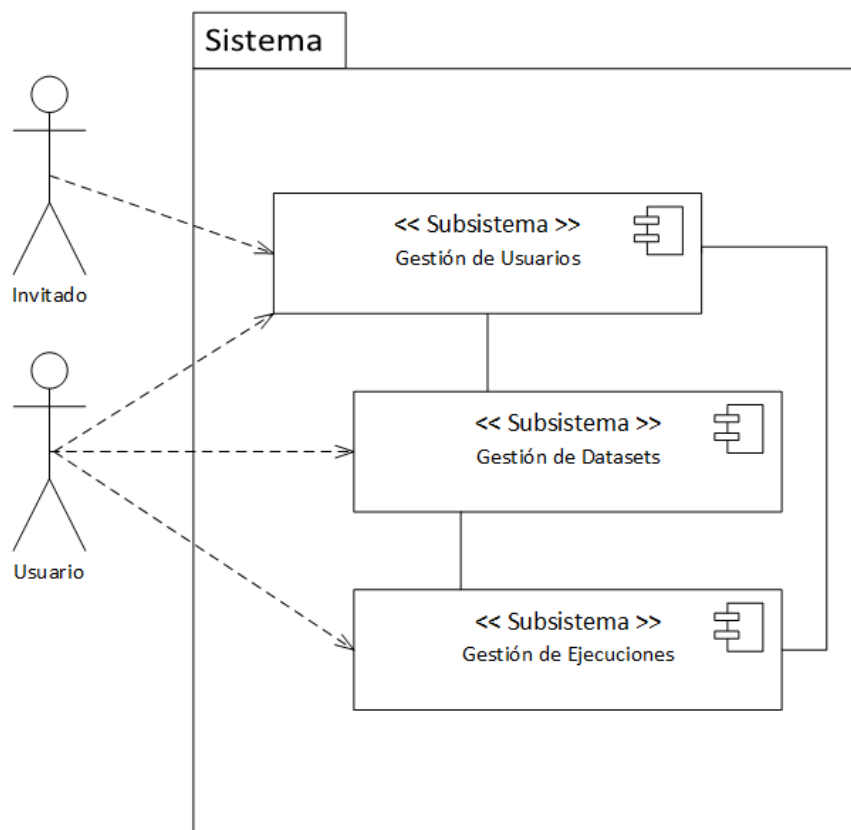 Sistema
<< Subsistema >>
Gestión de Usuarios
Invitado
<< Subsistema >>
Gestión de Datasets
Usuario
<< Subsistema >>
Gestión de Ejecuciones